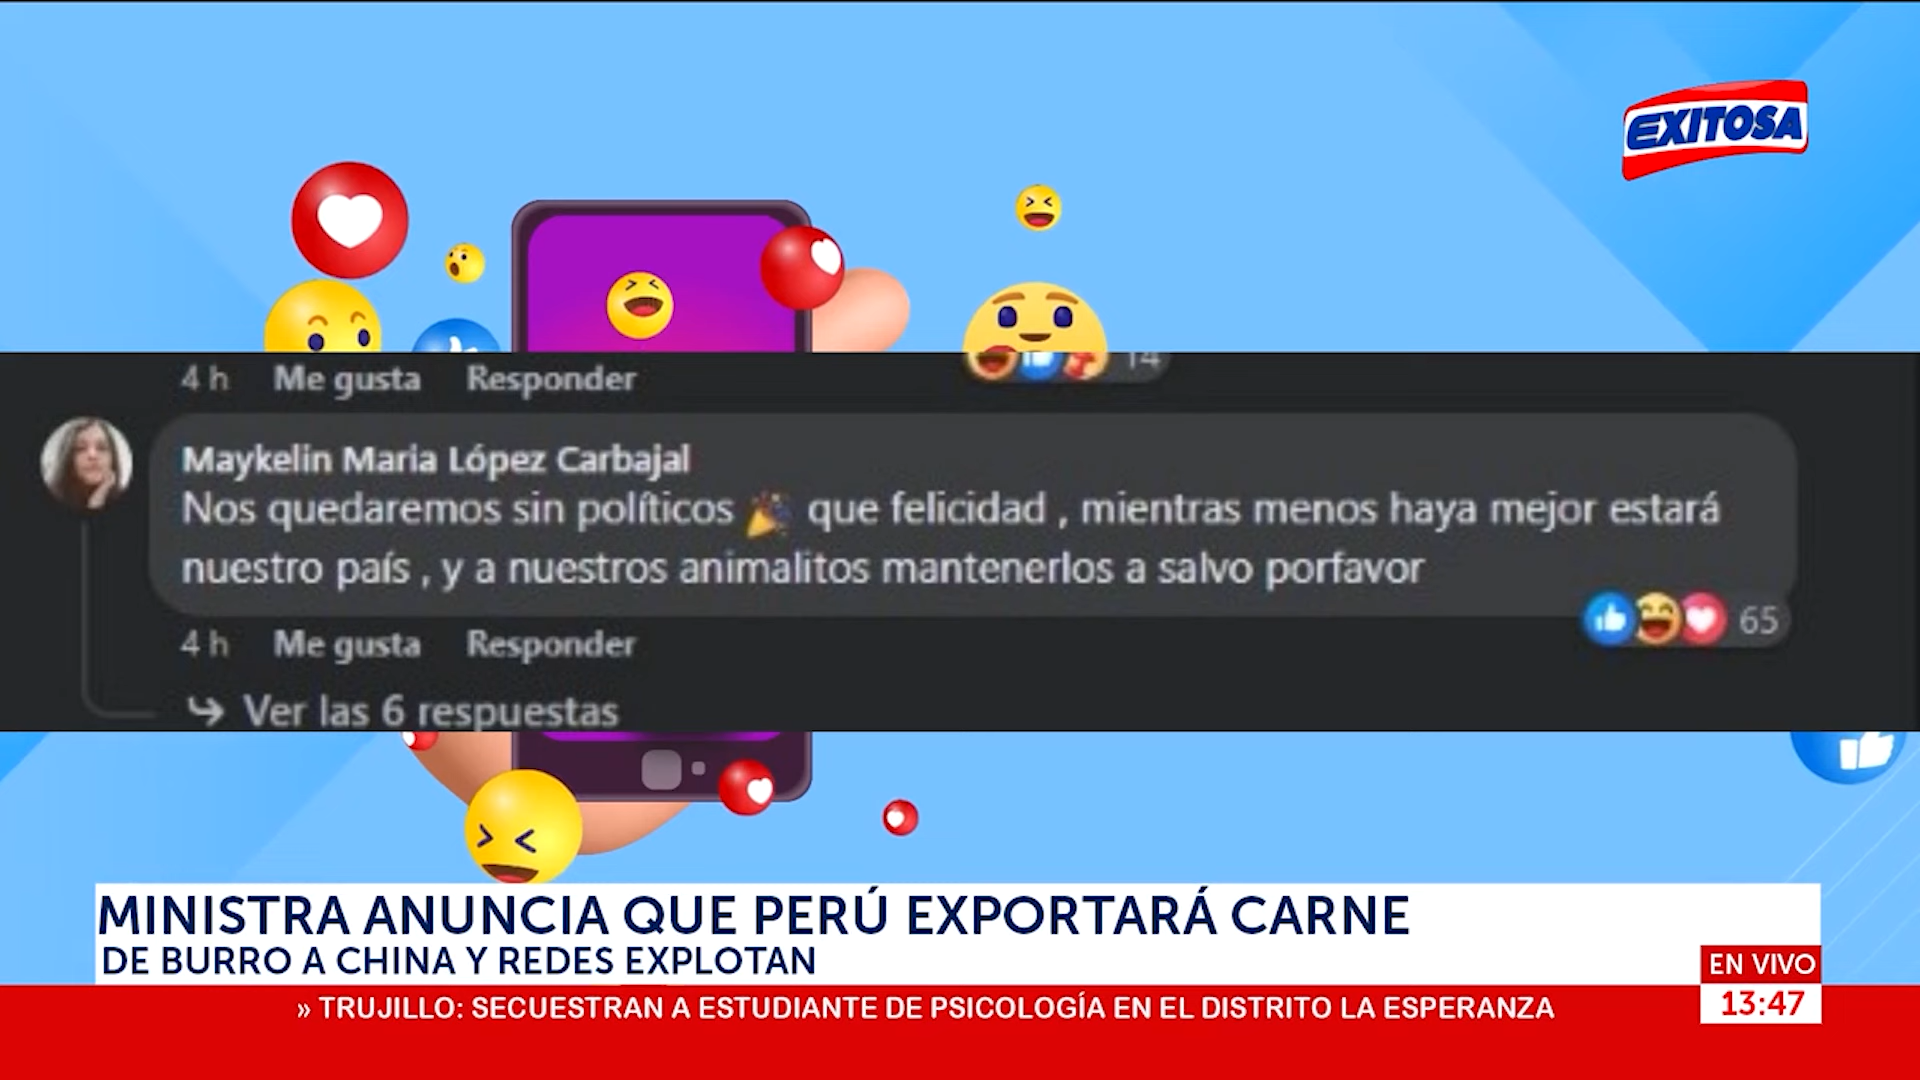 EXITOSA
4 h Me gusta Responder 14
Maykelin Maria López Carbajal
Nos quedaremos sin políticos 🎉 que felicidad , mientras menos haya mejor estará
nuestro país , y a nuestros animalitos mantenerlos a salvo porfavor
65
4 h Me gusta Responder
Ver las 6 respuestas
MINISTRA ANUNCIA QUE PERÚ EXPORTARÁ CARNE
DE BURRO A CHINA Y REDES EXPLOTAN
EN VIVO
» TRUJILLO: SECUESTRAN A ESTUDIANTE DE PSICOLOGÍA EN EL DISTRITO LA ESPERANZA
13:47